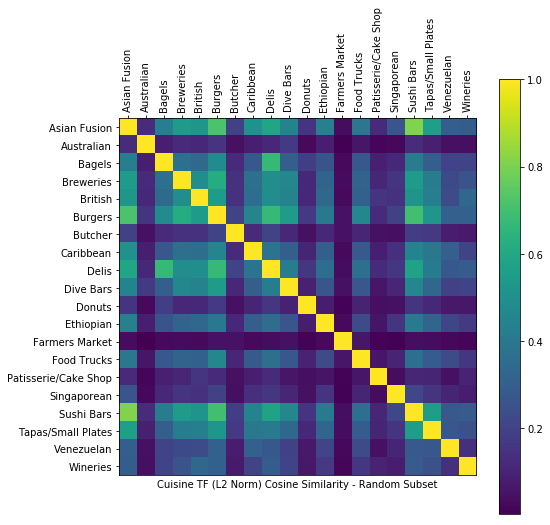 Asian Fusion
Australian
Bagels
Breweries
British
Burgers
Butcher
Caribbean
Delis
Dive Bars
Donuts
Ethiopian
Farmers Market
Food Trucks
Patisserie/Cake Shop
Singaporean
Sushi Bars
Tapas/Small Plates
Venezuelan
Wineries
Asian Fusion
Australian
Bagels
Breweries
British
Burgers
Butcher
Caribbean
Delis
Dive Bars
Donuts
Ethiopian
Farmers Market
Food Trucks
Patisserie/Cake Shop
Singaporean
Sushi Bars
Tapas/Small Plates
Venezuelan
Wineries
Cuisine TF (L2 Norm) Cosine Similarity - Random Subset
1.0
0.8
0.6
0.4
0.2